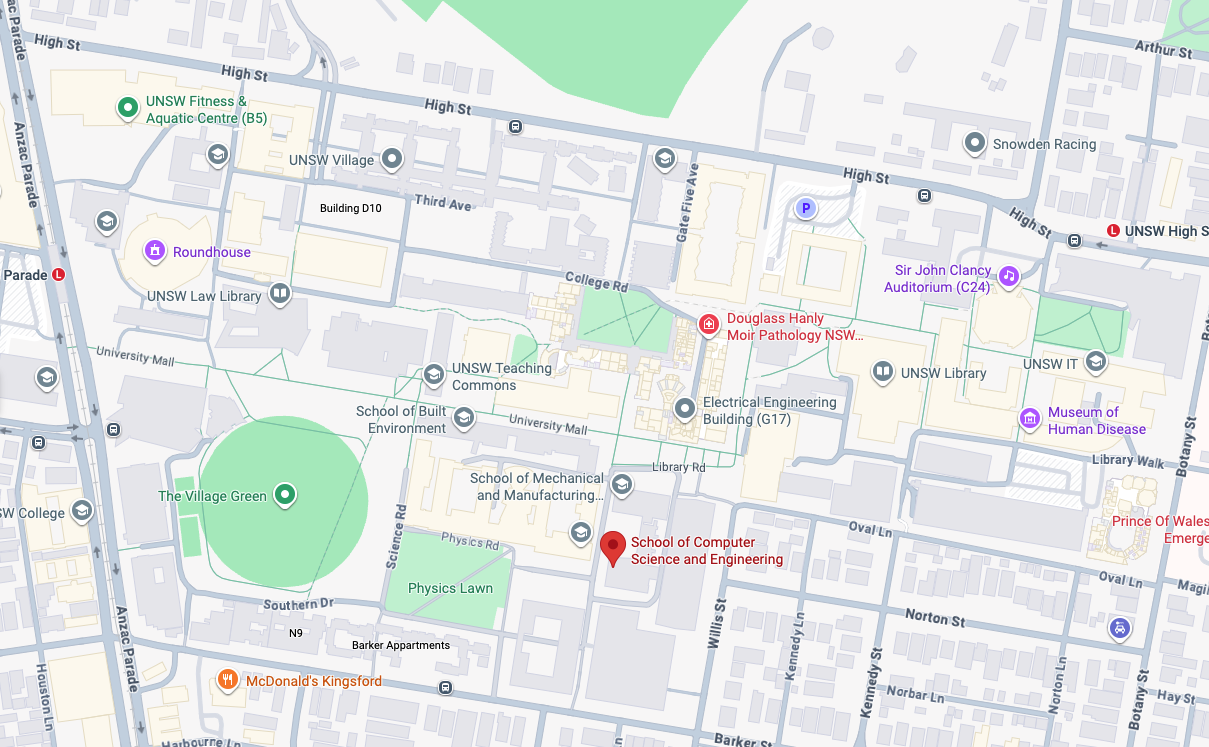 High St
Anzac Parade
High St
Arthur St
UNSW Fitness &
Aquatic Centre (B5)
High St
Anzac Parade
UNSW Village
Snowden Racing
High St
Third Ave
Building D10
P
Gate Five Ave
High St
L UNSW High S
Roundhouse
Parade L
College Rd
Sir John Clancy
Auditorium (C24)
UNSW Law Library
Douglass Hanly
Moir Pathology NSW...
University Mall
UNSW Teaching
Commons
UNSW Library
UNSW IT
School of Built
Environment
University Mall
Electrical Engineering
Building (G17)
Museum of
Human Disease
Botany St
Library Rd
Library Walk
School of Mechanical
and Manufacturing...
The Village Green
SW College
Science Rd
Physics Rd
School of Computer
Science and Engineering
Oval Ln
Prince Of Wales
Emerge
Physics Lawn
Oval Ln
Magil
Southern Dr
Norton St
N9
Barker Appartments
Anzac Parade
Willis St
Kennedy Ln
Kennedy St
McDonald's Kingsford
Houston Ln
Norbar Ln
Norton Ln
Botany St
Hay St
Harbourne Ln
Ln
Barker St